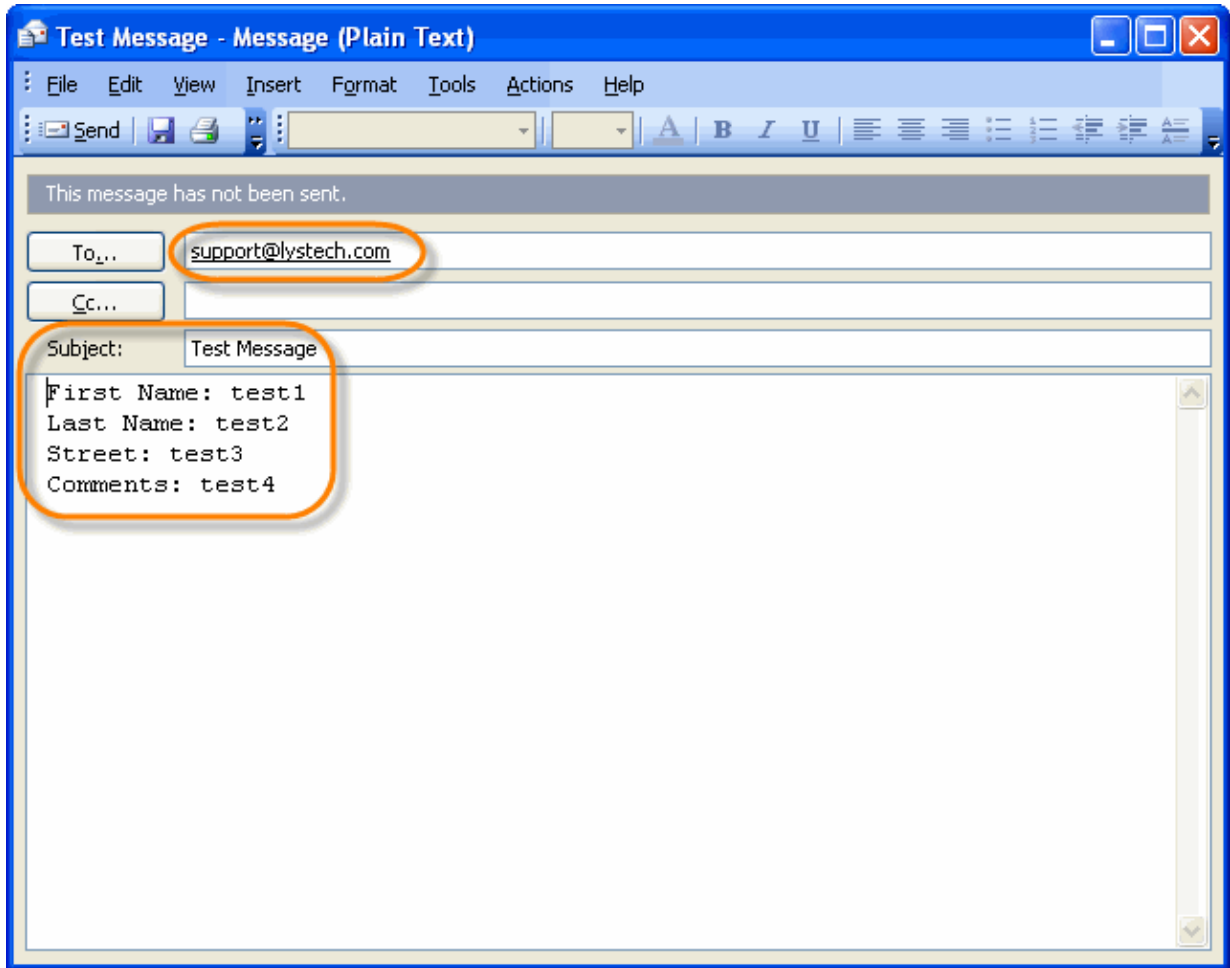 Test Message - Message (Plain Text)
File Edit View Insert Format Tools Actions Help
Send A B I U
This message has not been sent.
To... support@lystech.com
Cc...
Subject: Test Message
First Name: test1
Last Name: test2
Street: test3
Comments: test4